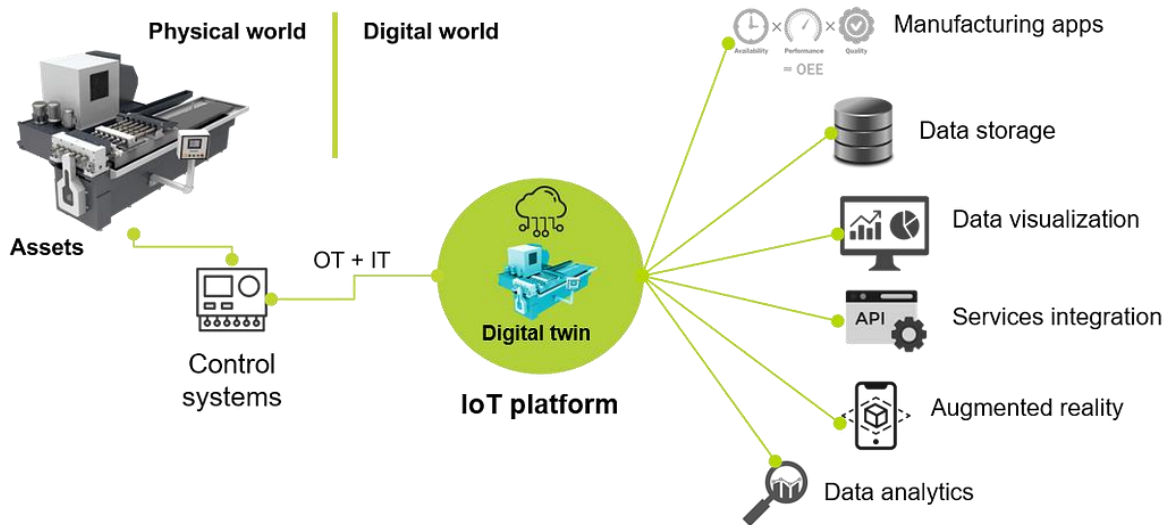 Physical world
Digital world
Assets
Control
systems
OT + IT
Digital twin
IoT platform
Availability × Performance × Quality
= OEE
Manufacturing apps
Data storage
Data visualization
API
Services integration
Augmented reality
Data analytics